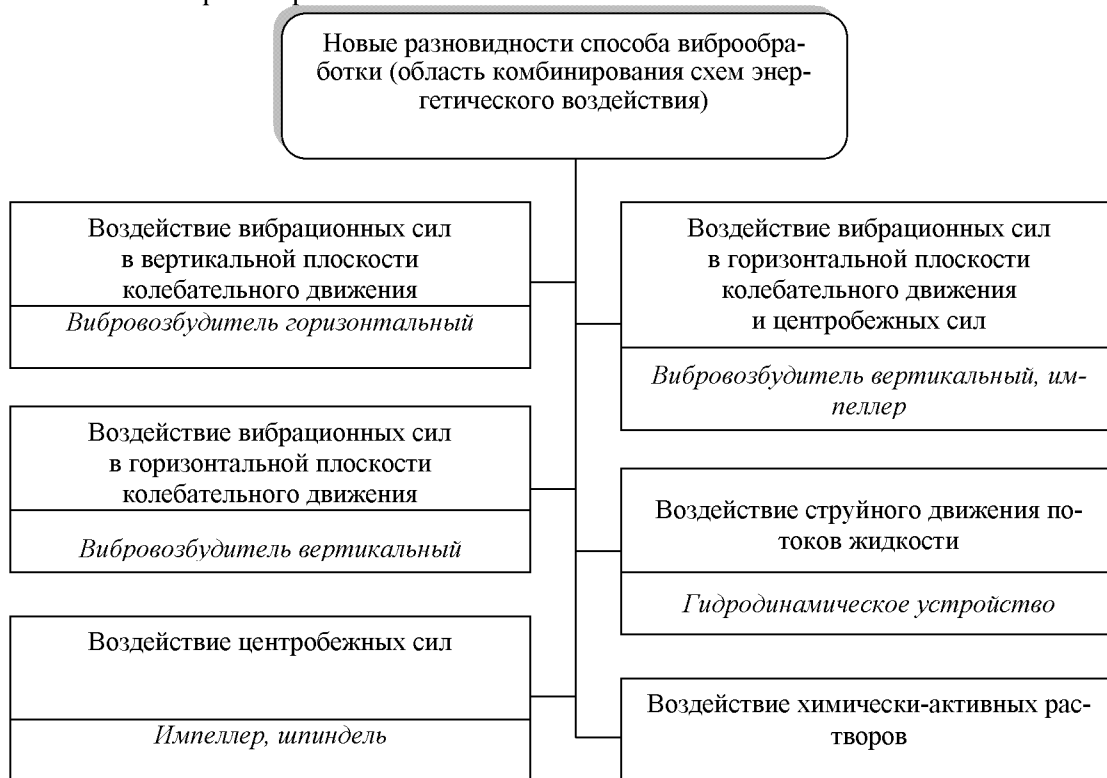 Новые разновидности способа виброобра-
ботки (область комбинирования схем энер-
гетического воздействия)
Воздействие вибрационных сил
в вертикальной плоскости
колебательного движения
Вибровозбудитель горизонтальный
Воздействие вибрационных сил
в горизонтальной плоскости
колебательного движения
Вибровозбудитель вертикальный
Воздействие центробежных сил
Импеллер, шпиндель
Воздействие вибрационных сил
в горизонтальной плоскости
колебательного движения
и центробежных сил
Вибровозбудитель вертикальный, им-
пеллер
Воздействие струйного движения по-
токов жидкости
Гидродинамическое устройство
Воздействие химически-активных рас-
творов